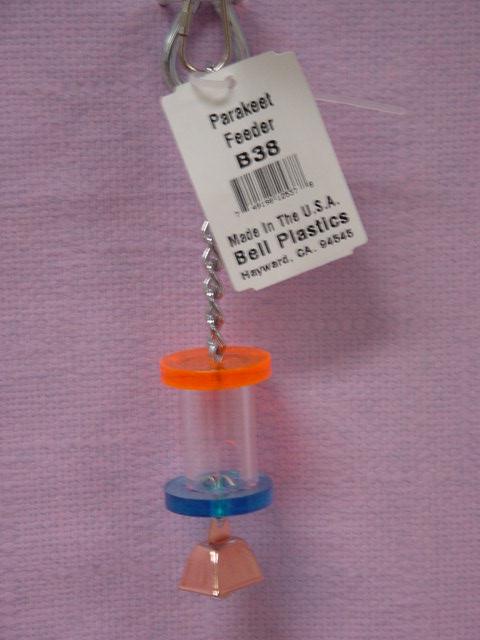 Parakeet
Feeder
B38
Made In The U.S.A.
Bell Plastics
Hayward, CA. 94545